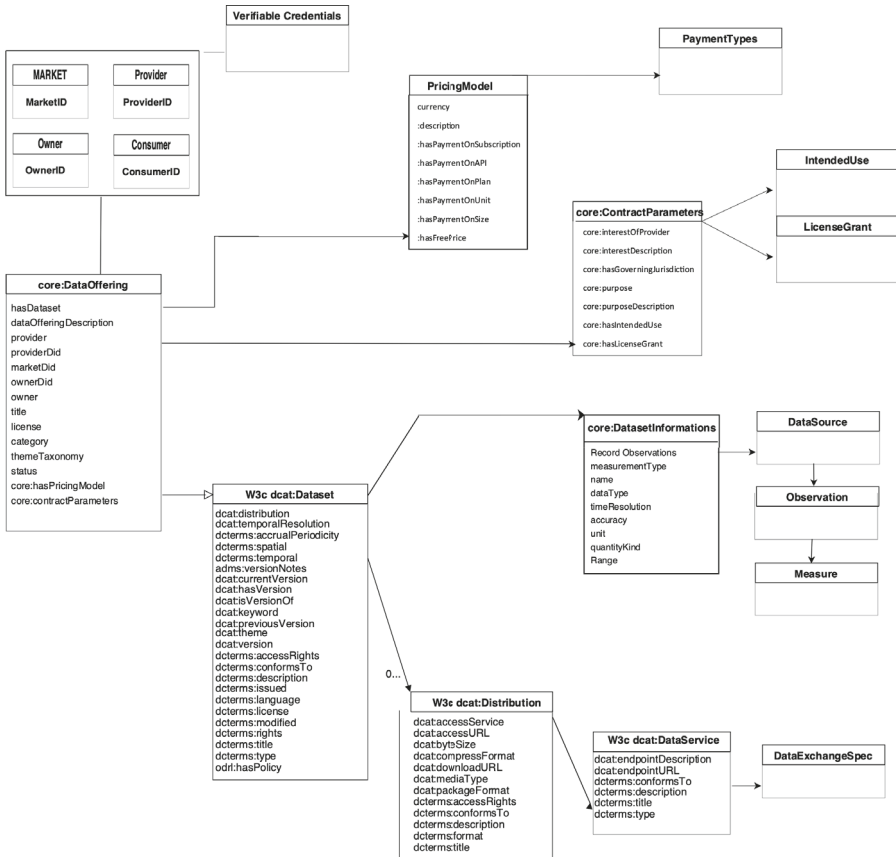 Verifiable Credentials
MARKET
MarketID
Provider
ProviderID
Owner
OwnerID
Consumer
ConsumerID
PaymentTypes
PricingModel
currency
:description
:hasPaymentOnSubscription
:hasPaymentOnAPI
:hasPaymentOnPlan
:hasPaymentOnUnit
:hasPaymentOnSize
:hasFreePrice
IntendedUse
LicenseGrant
core:ContractParameters
core:interestOfProvider
core:interestDescription
core:hasGoverningJurisdiction
core:purpose
core:purposeDescription
core:hasIntendedUse
core:hasLicenseGrant
core:DataOffering
hasDataset
dataOfferingDescription
provider
providerDid
marketDid
ownerDid
owner
title
license
category
themeTaxonomy
status
core:hasPricingModel
core:contractParameters
core:DatasetInformations
Record Observations
measurementType
name
dataType
timeResolution
accuracy
unit
quantityKind
Range
DataSource
Observation
Measure
W3c dcat:Dataset
dcat:distribution
dcat:temporalResolution
dcterms:accrualPeriodicity
dcterms:spatial
dcterms:temporal
adms:versionNotes
dcat:currentVersion
dcat:hasVersion
dcat:isVersionOf
dcat:keyword
dcat:previousVersion
dcat:theme
dcat:version
dcterms:accessRights
dcterms:conformsTo
dcterms:description
dcterms:issued
dcterms:language
dcterms:license
dcterms:modified
dcterms:rights
dcterms:title
dcterms:type
odrl:hasPolicy
0...
W3c dcat:Distribution
dcat:accessService
dcat:accessURL
dcat:byteSize
dcat:compressFormat
dcat:downloadURL
dcat:mediaType
dcat:packageFormat
dcterms:accessRights
dcterms:conformsTo
dcterms:description
dcterms:format
dcterms:title
W3c dcat:DataService
dcat:endpointDescription
dcat:endpointURL
dcterms:conformsTo
dcterms:description
dcterms:title
dcterms:type
DataExchangeSpec